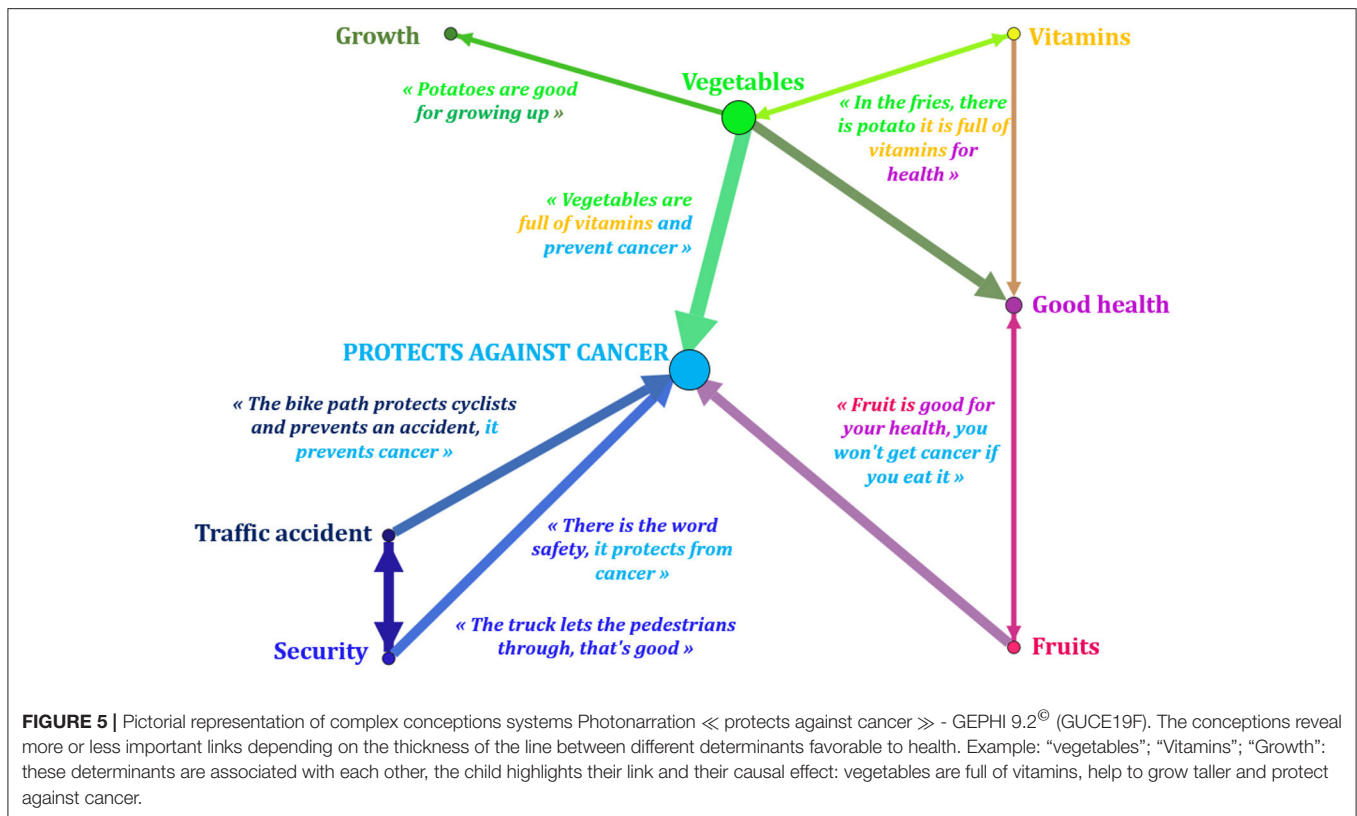 Growth
Vitamins
Vegetables
« Potatoes are good
for growing up »
« In the fries, there
is potato it is full of
vitamins for
health »
« Vegetables are
full of vitamins and
prevent cancer »
Good health
PROTECTS AGAINST CANCER
« The bike path protects cyclists
and prevents an accident, it
prevents cancer »
« Fruit is good for
your health, you
won't get cancer if
you eat it »
Traffic accident
« There is the word
safety, it protects from
cancer »
« The truck lets the pedestrians
through, that's good »
Security
Fruits
FIGURE 5 | Pictorial representation of complex conceptions systems Photonarration ≪ protects against cancer ≫ - GEPHI 9.2© (GUCE19F). The conceptions reveal
more or less important links depending on the thickness of the line between different determinants favorable to health. Example: “vegetables”; “Vitamins”; “Growth”:
these determinants are associated with each other, the child highlights their link and their causal effect: vegetables are full of vitamins, help to grow taller and protect
against cancer.